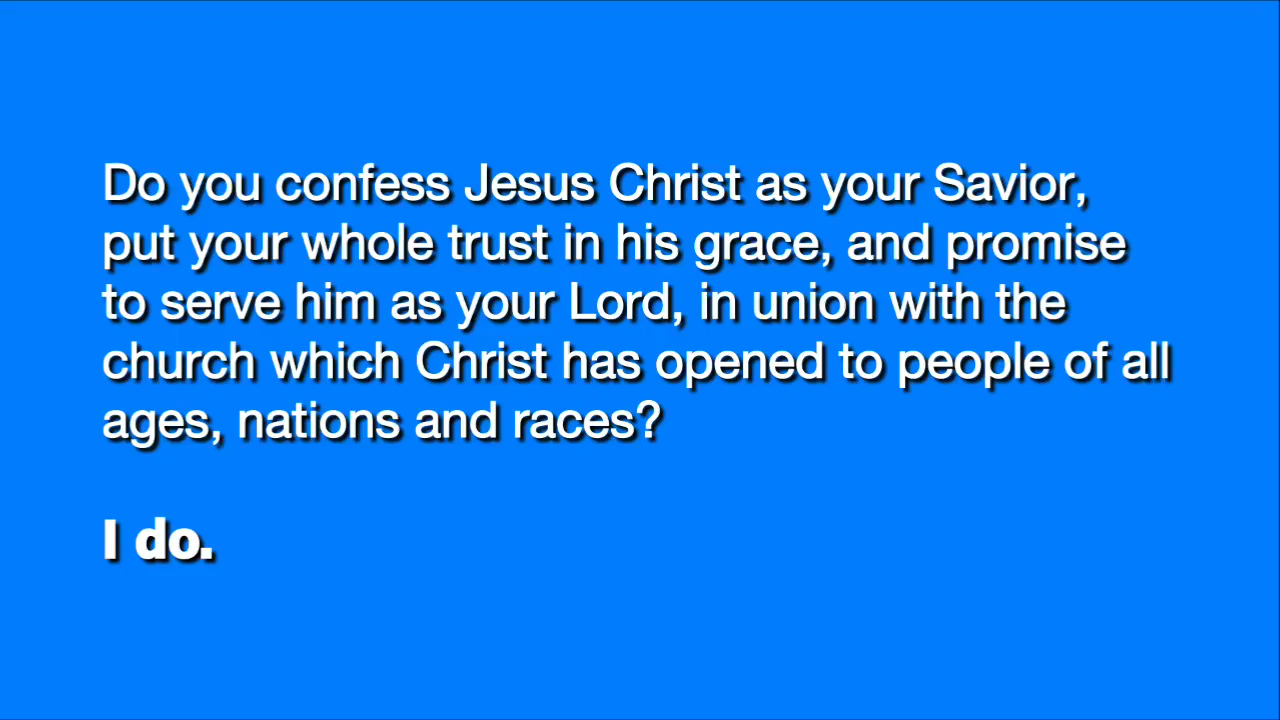 Do you confess Jesus Christ as your Savior,
put your whole trust in his grace, and promise
to serve him as your Lord, in union with the
church which Christ has opened to people of all
ages, nations and races?
I do.